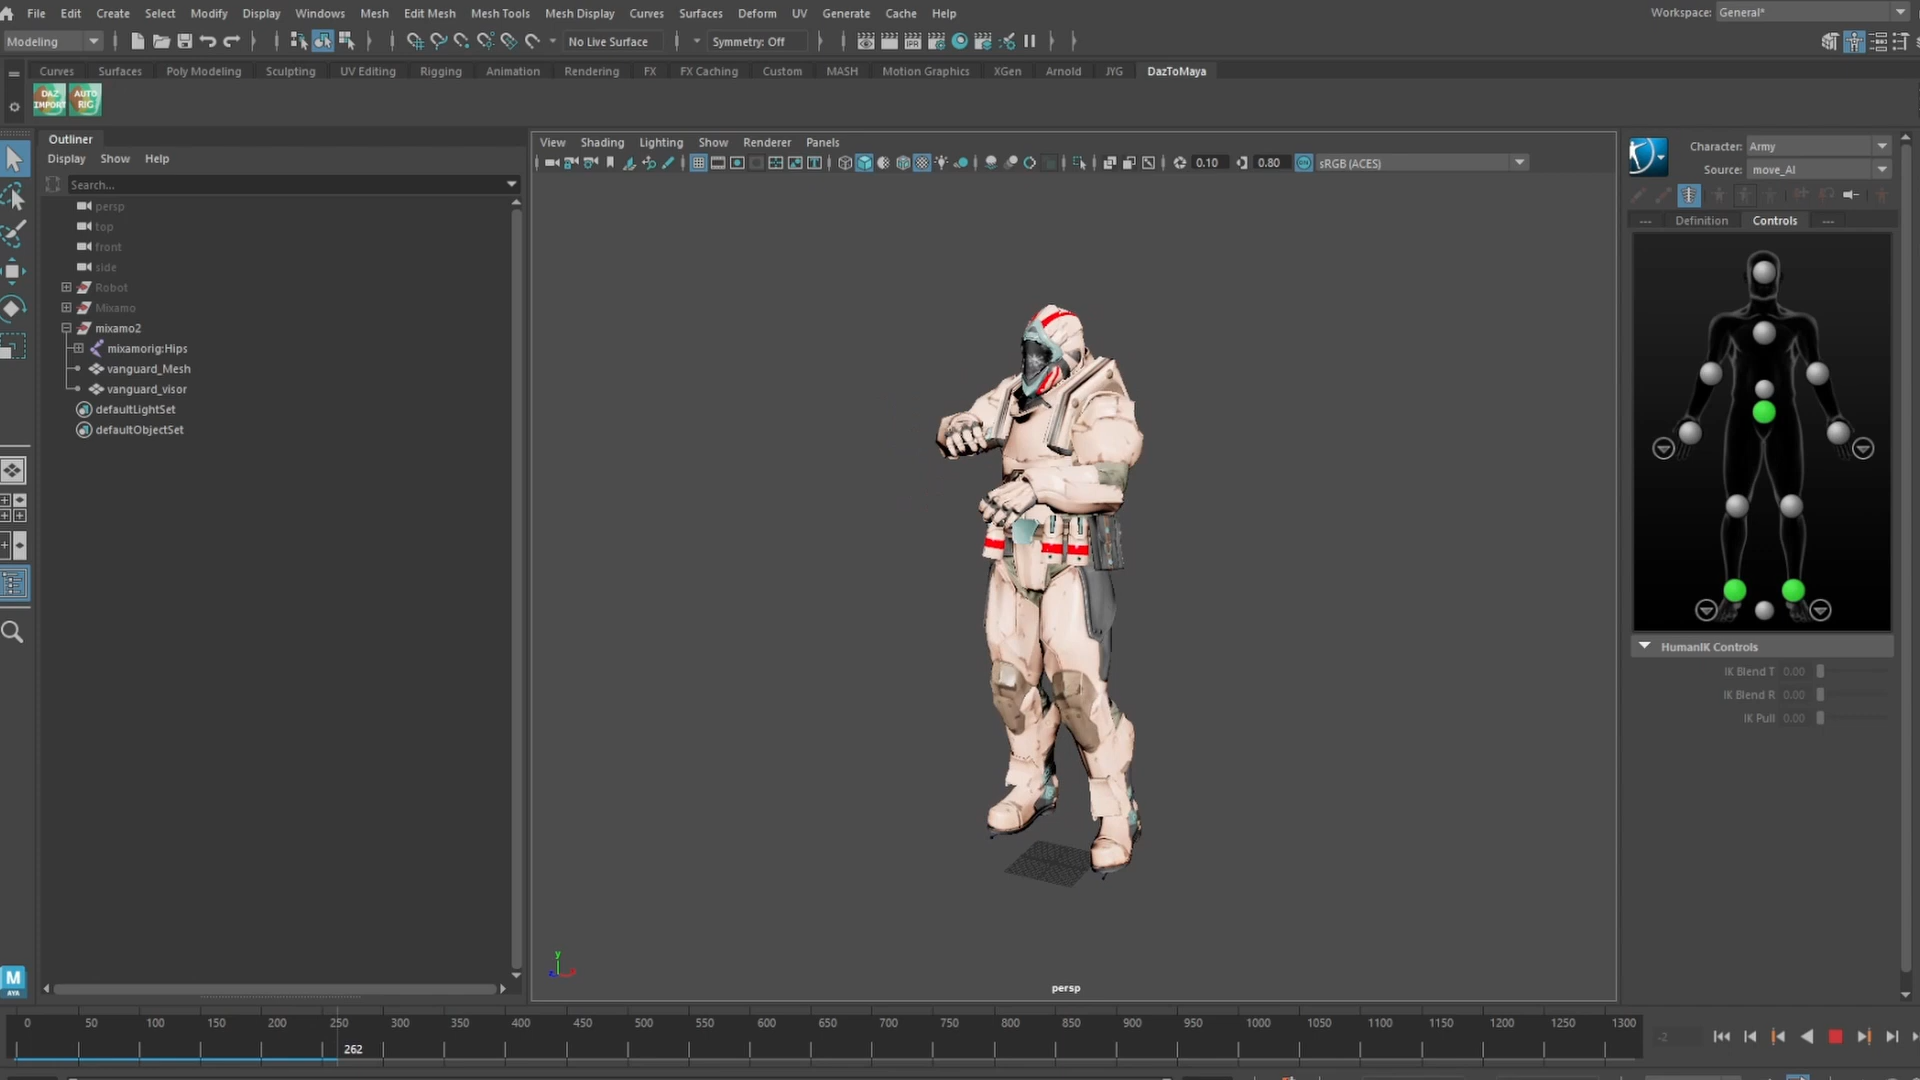 File Edit Create Select Modify Display Windows Mesh Edit Mesh Mesh Tools Mesh Display Curves Surfaces Deform UV Generate Cache Help
Workspace: General*
Modeling No Live Surface Symmetry: Off IPR
Curves Surfaces Poly Modeling Sculpting UV Editing Rigging Animation Rendering FX FX Caching Custom MASH Motion Graphics XGen Arnold JYG DazToMaya
DAZ IMPORT
AUTO RIG
Outliner
Display Show Help
Search...
persp
top
front
side
Robot
Mixamo
mixamo2
mixamorig:Hips
vanguard_Mesh
vanguard_visor
defaultLightSet
defaultObjectSet
View Shading Lighting Show Renderer Panels
0.10 0.80 ON sRGB (ACES)
y
z
persp
Character: Army
Source: move_AI
--- Definition Controls ---
HumanIK Controls
IK Blend T 0.00
IK Blend R 0.00
IK Pull 0.00
M
AYA
0 50 100 150 200 250 300 350 400 450 500 550 600 650 700 750 800 850 900 950 1000 1050 1100 1150 1200 1250 1300
262
-2